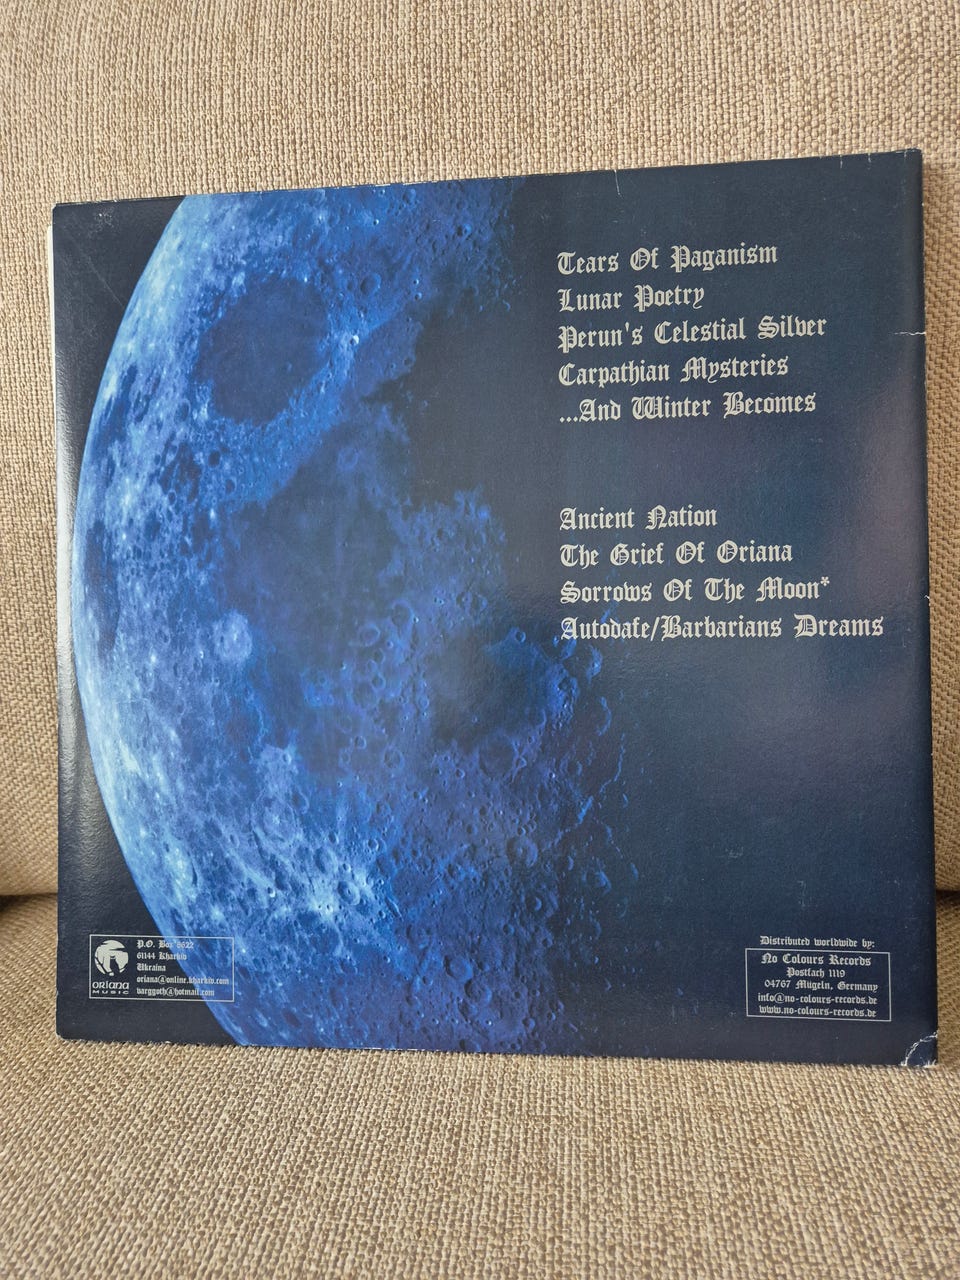 Tears Of Paganism
Lunar Poetry
Perun's Celestial Silver
Carpathian Mysteries
...And Winter Becomes
Ancient Nation
The Grief Of Oriana
Sorrows Of The Moon*
Autodafe/Barbarians Dreams
ORIANA
MUSIC
P.O. Box 8622
61144 Kharkiv
Ukraina
oriana@online.kharkiv.com
varggoth@hotmail.com
Distributed worldwide by:
No Colours Records
Postfach 1119
04767 Mügeln, Germany
info@no-colours-records.de
www.no-colours-records.de